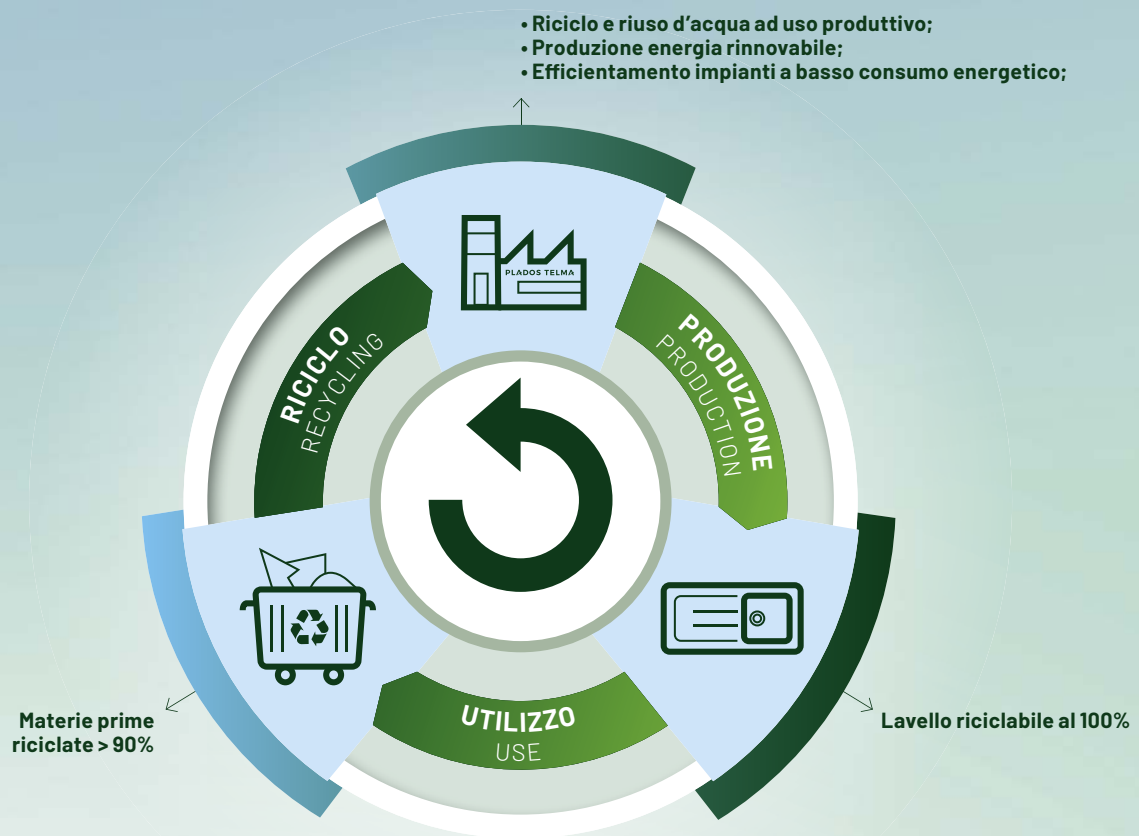 • Riciclo e riuso d’acqua ad uso produttivo;
• Produzione energia rinnovabile;
• Efficientamento impianti a basso consumo energetico;
PLADOS TELMA
RICICLO
RECYCLING
PRODUZIONE
PRODUCTION
UTILIZZO
USE
Materie prime
riciclate > 90%
Lavello riciclabile al 100%